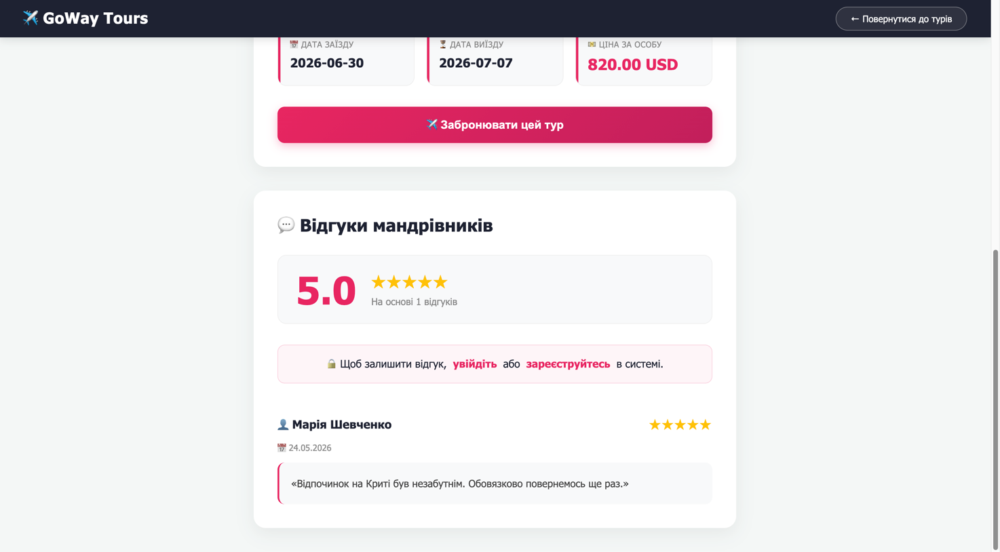 GoWay Tours
← Повернутися до турів
ДАТА ЗАЇЗДУ
2026-06-30
ДАТА ВИЇЗДУ
2026-07-07
ЦІНА ЗА ОСОБУ
820.00 USD
Забронювати цей тур
Відгуки мандрівників
5.0
★★★★★
На основі 1 відгуків
Щоб залишити відгук, увійдіть або зареєструйтесь в системі.
Марія Шевченко
★★★★★
24.05.2026
«Відпочинок на Криті був незабутнім. Обовязково повернемось ще раз.»